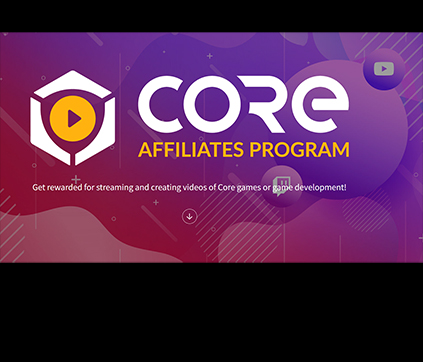 CORE
AFFILIATES PROGRAM
Get rewarded for streaming and creating videos of Core games or game development!